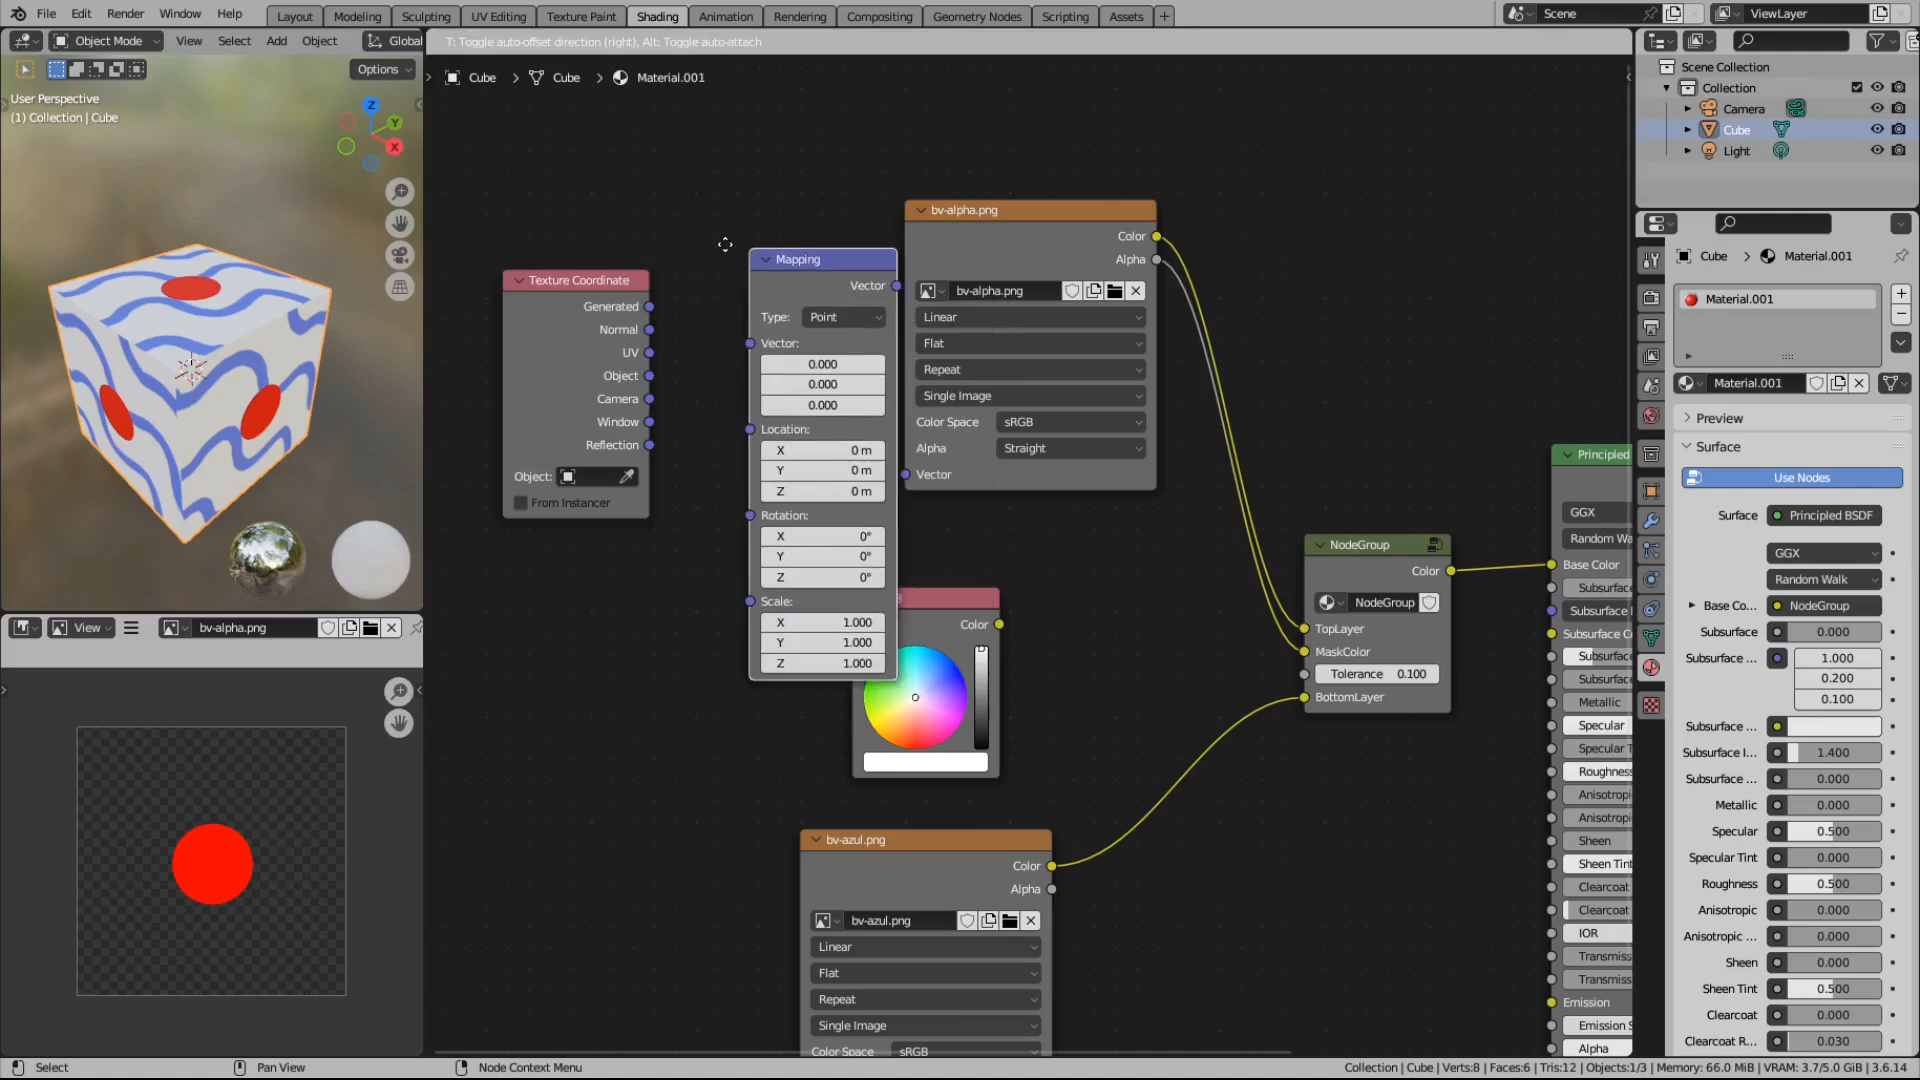 File Edit Render Window Help Layout Modeling Sculpting UV Editing Texture Paint Shading Animation Rendering Compositing Geometry Nodes Scripting Assets + Scene ViewLayer
Object Mode View Select Add Object Global
T: Toggle auto-offset direction (right), Alt: Toggle auto-attach
Options
Cube > Cube > Material.001
User Perspective
(1) Collection | Cube
Z
Y
X
Texture Coordinate
Generated
Normal
UV
Object
Camera
Window
Reflection
Object:
From Instancer
Mapping
Vector
Type: Point
Vector:
0.000
0.000
0.000
Location:
X 0 m
Y 0 m
Z 0 m
Rotation:
X 0°
Y 0°
Z 0°
Scale:
X 1.000
Y 1.000
Z 1.000
bv-alpha.png
Color
Alpha
bv-alpha.png
Linear
Flat
Repeat
Single Image
Color Space sRGB
Alpha Straight
Vector
Color
bv-azul.png
Color
Alpha
bv-azul.png
Linear
Flat
Repeat
Single Image
Color Space sRGB
NodeGroup
Color
NodeGroup
TopLayer
MaskColor
Tolerance 0.100
BottomLayer
Principled
GGX
Random Wa
Base Color
Subsurface
Subsurface
Subsurface Co
Subsurface
Subsurface
Metallic
Specular
Specular T
Roughness
Anisotropi
Anisotropi
Sheen
Sheen Tint
Clearcoat
Clearcoat
IOR
Transmiss
Transmiss
Emission
Emission S
Alpha
View bv-alpha.png
Scene Collection
Collection
Camera
Cube
Light
Cube > Material.001
Material.001
Material.001
Preview
Surface
Use Nodes
Surface Principled BSDF
GGX
Random Walk
Base Co... NodeGroup
Subsurface 0.000
Subsurface ... 1.000
0.200
0.100
Subsurface ...
Subsurface I... 1.400
Subsurface ... 0.000
Metallic 0.000
Specular 0.500
Specular Tint 0.000
Roughness 0.500
Anisotropic 0.000
Anisotropic ... 0.000
Sheen 0.000
Sheen Tint 0.500
Clearcoat 0.000
Clearcoat R... 0.030
Select Pan View Node Context Menu Collection | Cube | Verts:8 | Faces:6 | Tris:12 | Objects:1/3 | Memory: 66.0 MiB | VRAM: 3.7/5.0 GiB | 3.6.14